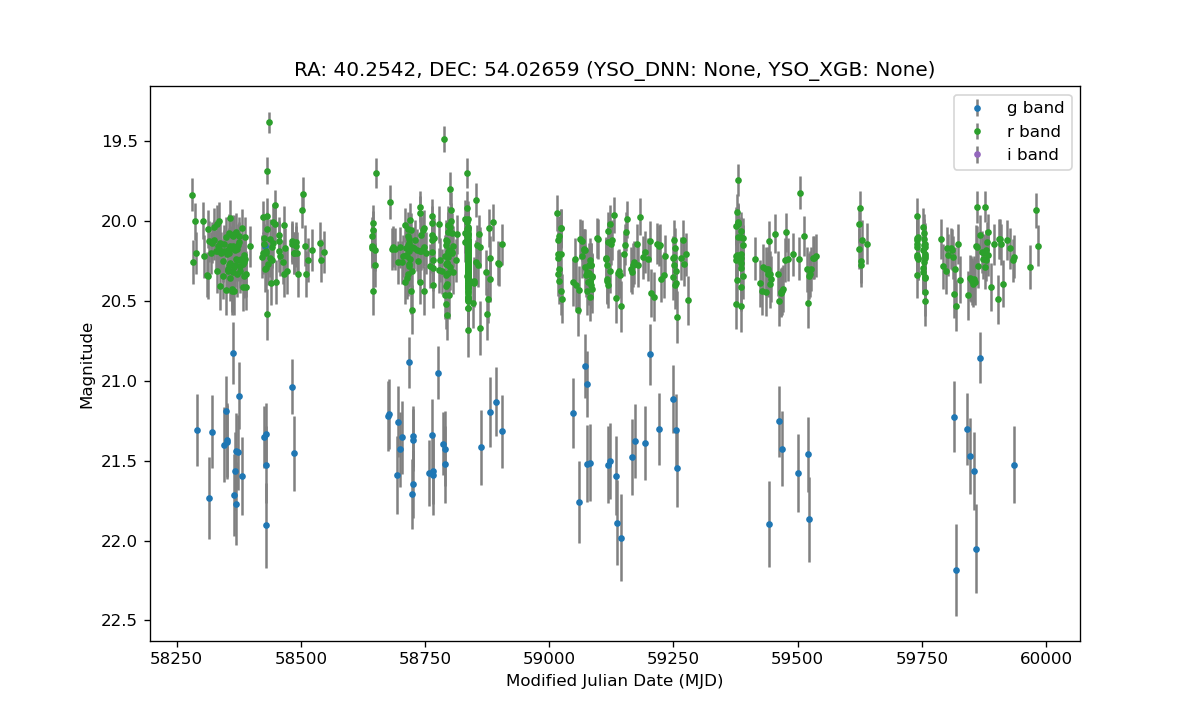 RA: 40.2542, DEC: 54.02659 (YSO_DNN: None, YSO_XGB: None)
g band
r band
i band
19.5
20.0
20.5
21.0
21.5
22.0
22.5
Magnitude
58250 58500 58750 59000 59250 59500 59750 60000
Modified Julian Date (MJD)